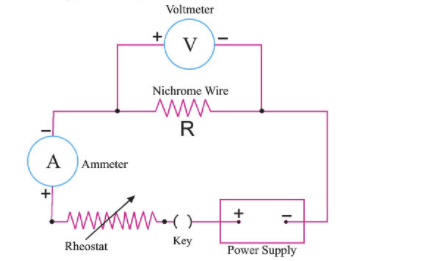 Voltmeter
+ V −
Nichrome Wire
R
−
A Ammeter
+
+ −
Rheostat
Key
Power Supply